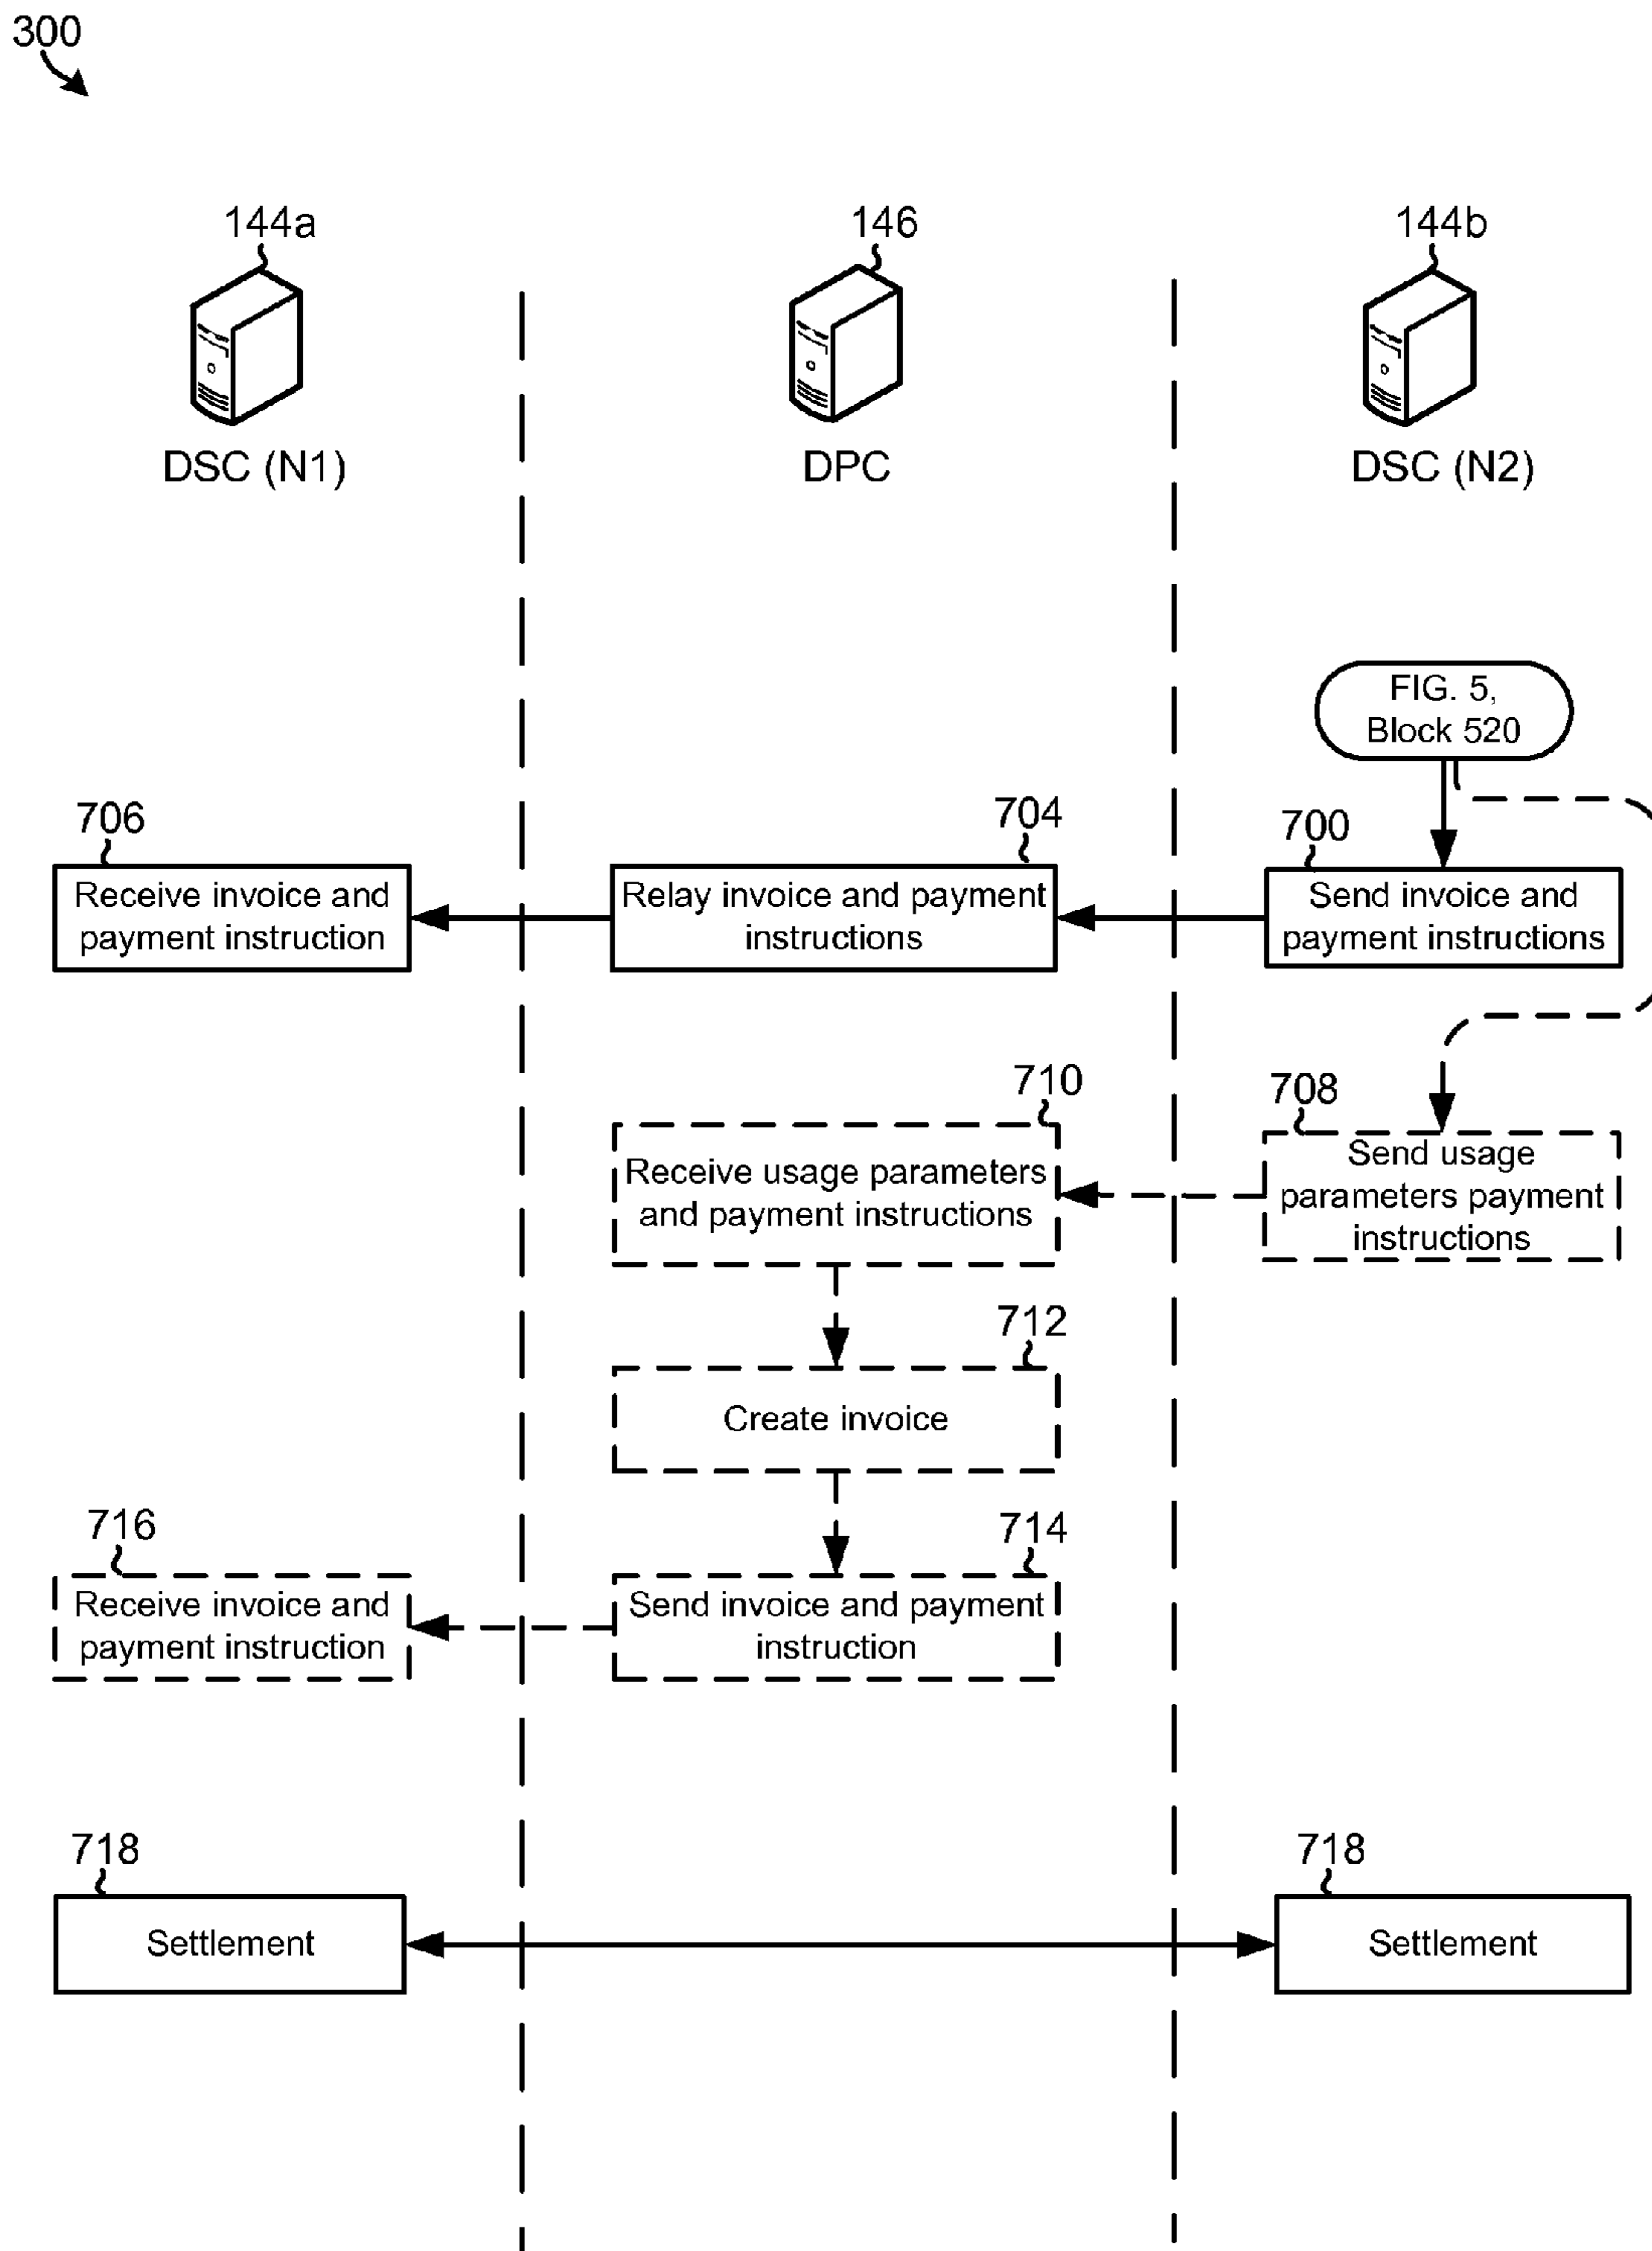 300
144a
146
144b
DSC (N1)
DPC
DSC (N2)
FIG. 5,
Block 520
706
704
700
Receive invoice and
payment instruction
Relay invoice and payment
instructions
Send invoice and
payment instructions
710
708
Receive usage parameters
and payment instructions
Send usage
parameters payment
instructions
712
Create invoice
716
714
Receive invoice and
payment instruction
Send invoice and payment
instruction
718
718
Settlement
Settlement